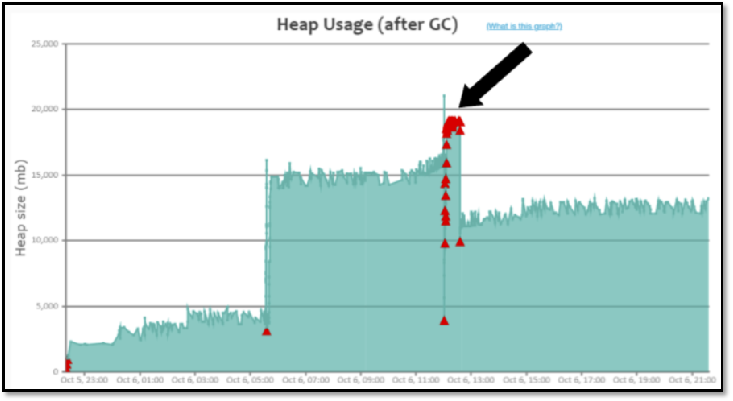 Heap Usage (after GC)
(What is this graph?)
Heap size (mb)
25,000
20,000
15,000
10,000
5,000
0
Oct 5, 23:00
Oct 6, 01:00
Oct 6, 03:00
Oct 6, 05:00
Oct 6, 07:00
Oct 6, 09:00
Oct 6, 11:00
Oct 6, 13:00
Oct 6, 15:00
Oct 6, 17:00
Oct 6, 19:00
Oct 6, 21:00